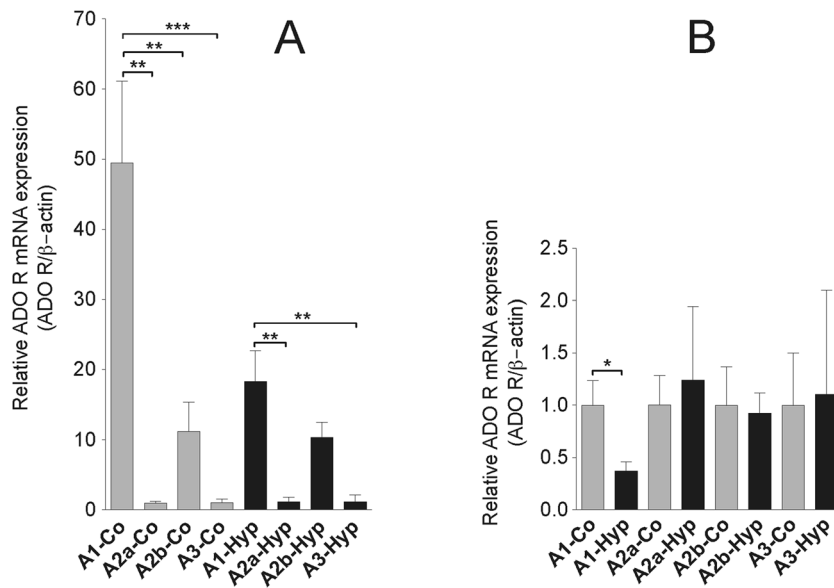 A
Relative ADO R mRNA expression
(ADO R/β−actin)
70
60
50
40
30
20
10
0
***
**
**
**
**
A1-Co
A2a-Co
A2b-Co
A3-Co
A1-Hyp
A2a-Hyp
A2b-Hyp
A3-Hyp
B
Relative ADO R mRNA expression
(ADO R/β−actin)
2.5
2.0
1.5
1.0
0.5
0.0
*
A1-Co
A1-Hyp
A2a-Co
A2a-Hyp
A2b-Co
A2b-Hyp
A3-Co
A3-Hyp